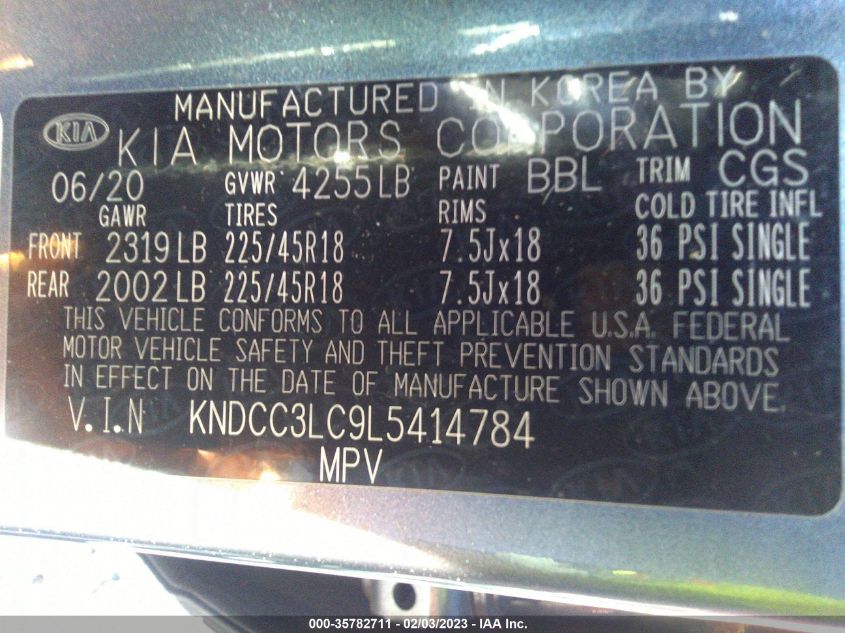 MANUFACTURED IN KOREA BY
KIA KIA MOTORS CORPORATION
06/20 GVWR 4255LB PAINT BBL TRIM CGS
GAWR TIRES RIMS COLD TIRE INFL
FRONT 2319LB 225/45R18 7.5Jx18 36 PSI SINGLE
REAR 2002LB 225/45R18 7.5Jx18 36 PSI SINGLE
THIS VEHICLE CONFORMS TO ALL APPLICABLE U.S.A. FEDERAL
MOTOR VEHICLE SAFETY AND THEFT PREVENTION STANDARDS
IN EFFECT ON THE DATE OF MANUFACTURE SHOWN ABOVE.
V.I.N KNDCC3LC9L5414784
MPV
000-35782711 - 02/03/2023 - IAA Inc.